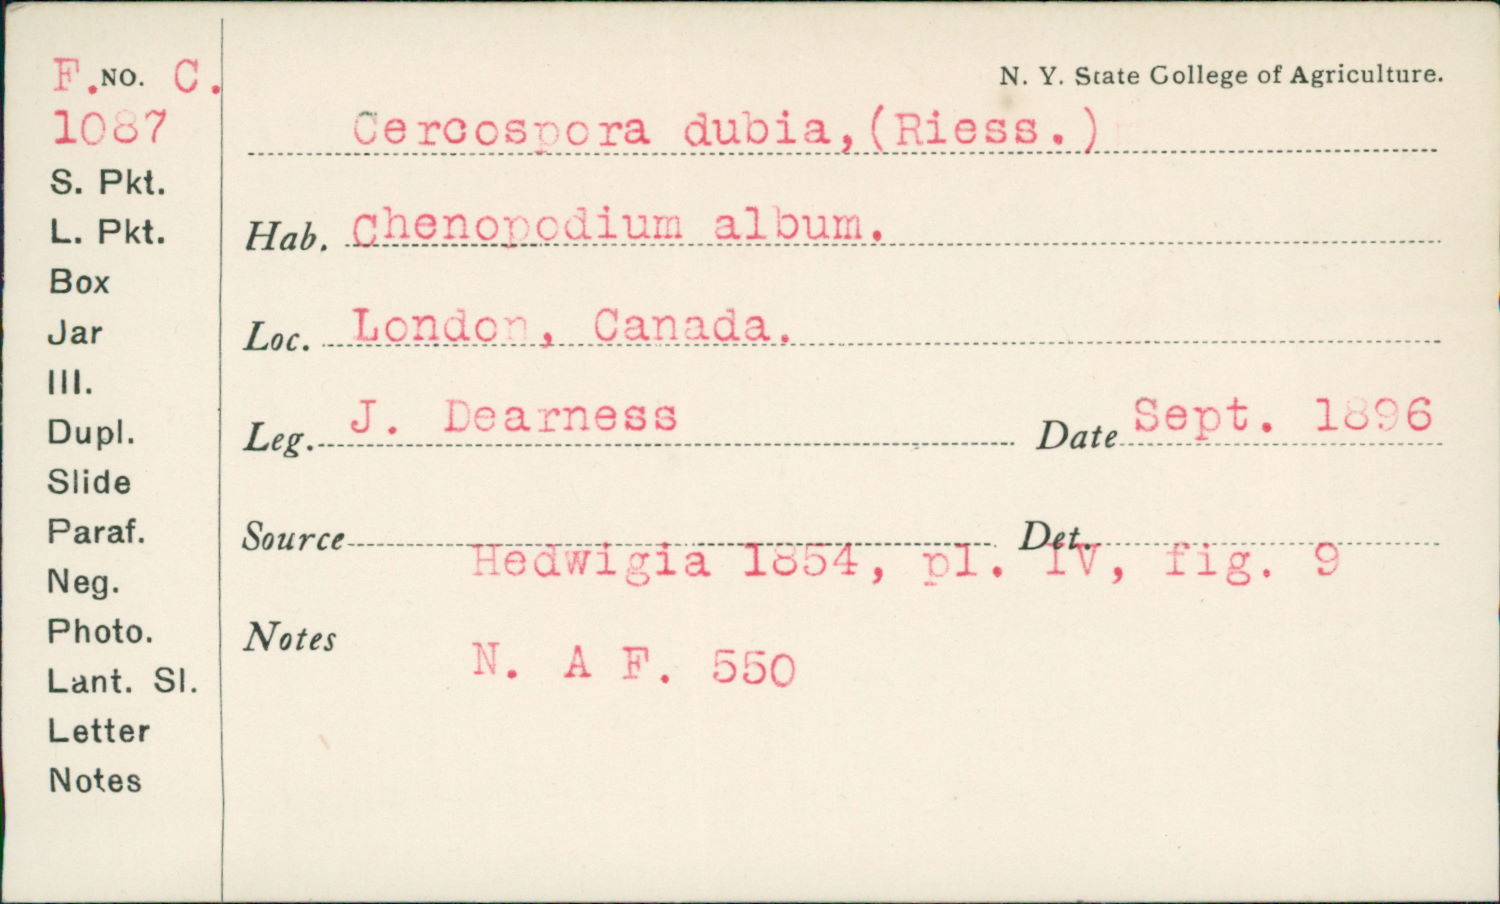 F. NO. C.
1087
S. Pkt.
L. Pkt.
Box
Jar
Ill.
Dupl.
Slide
Paraf.
Neg.
Photo.
Lant. Sl.
Letter
Notes
N. Y. State College of Agriculture.
Cercospora dubia,(Riess.)
Hab. Chenopodium album.
Loc. London, Canada.
Leg. J. Dearness Date Sept. 1896
Source Det.
Hedwigia 1854, pl. IV, fig. 9
Notes
N. A F. 550